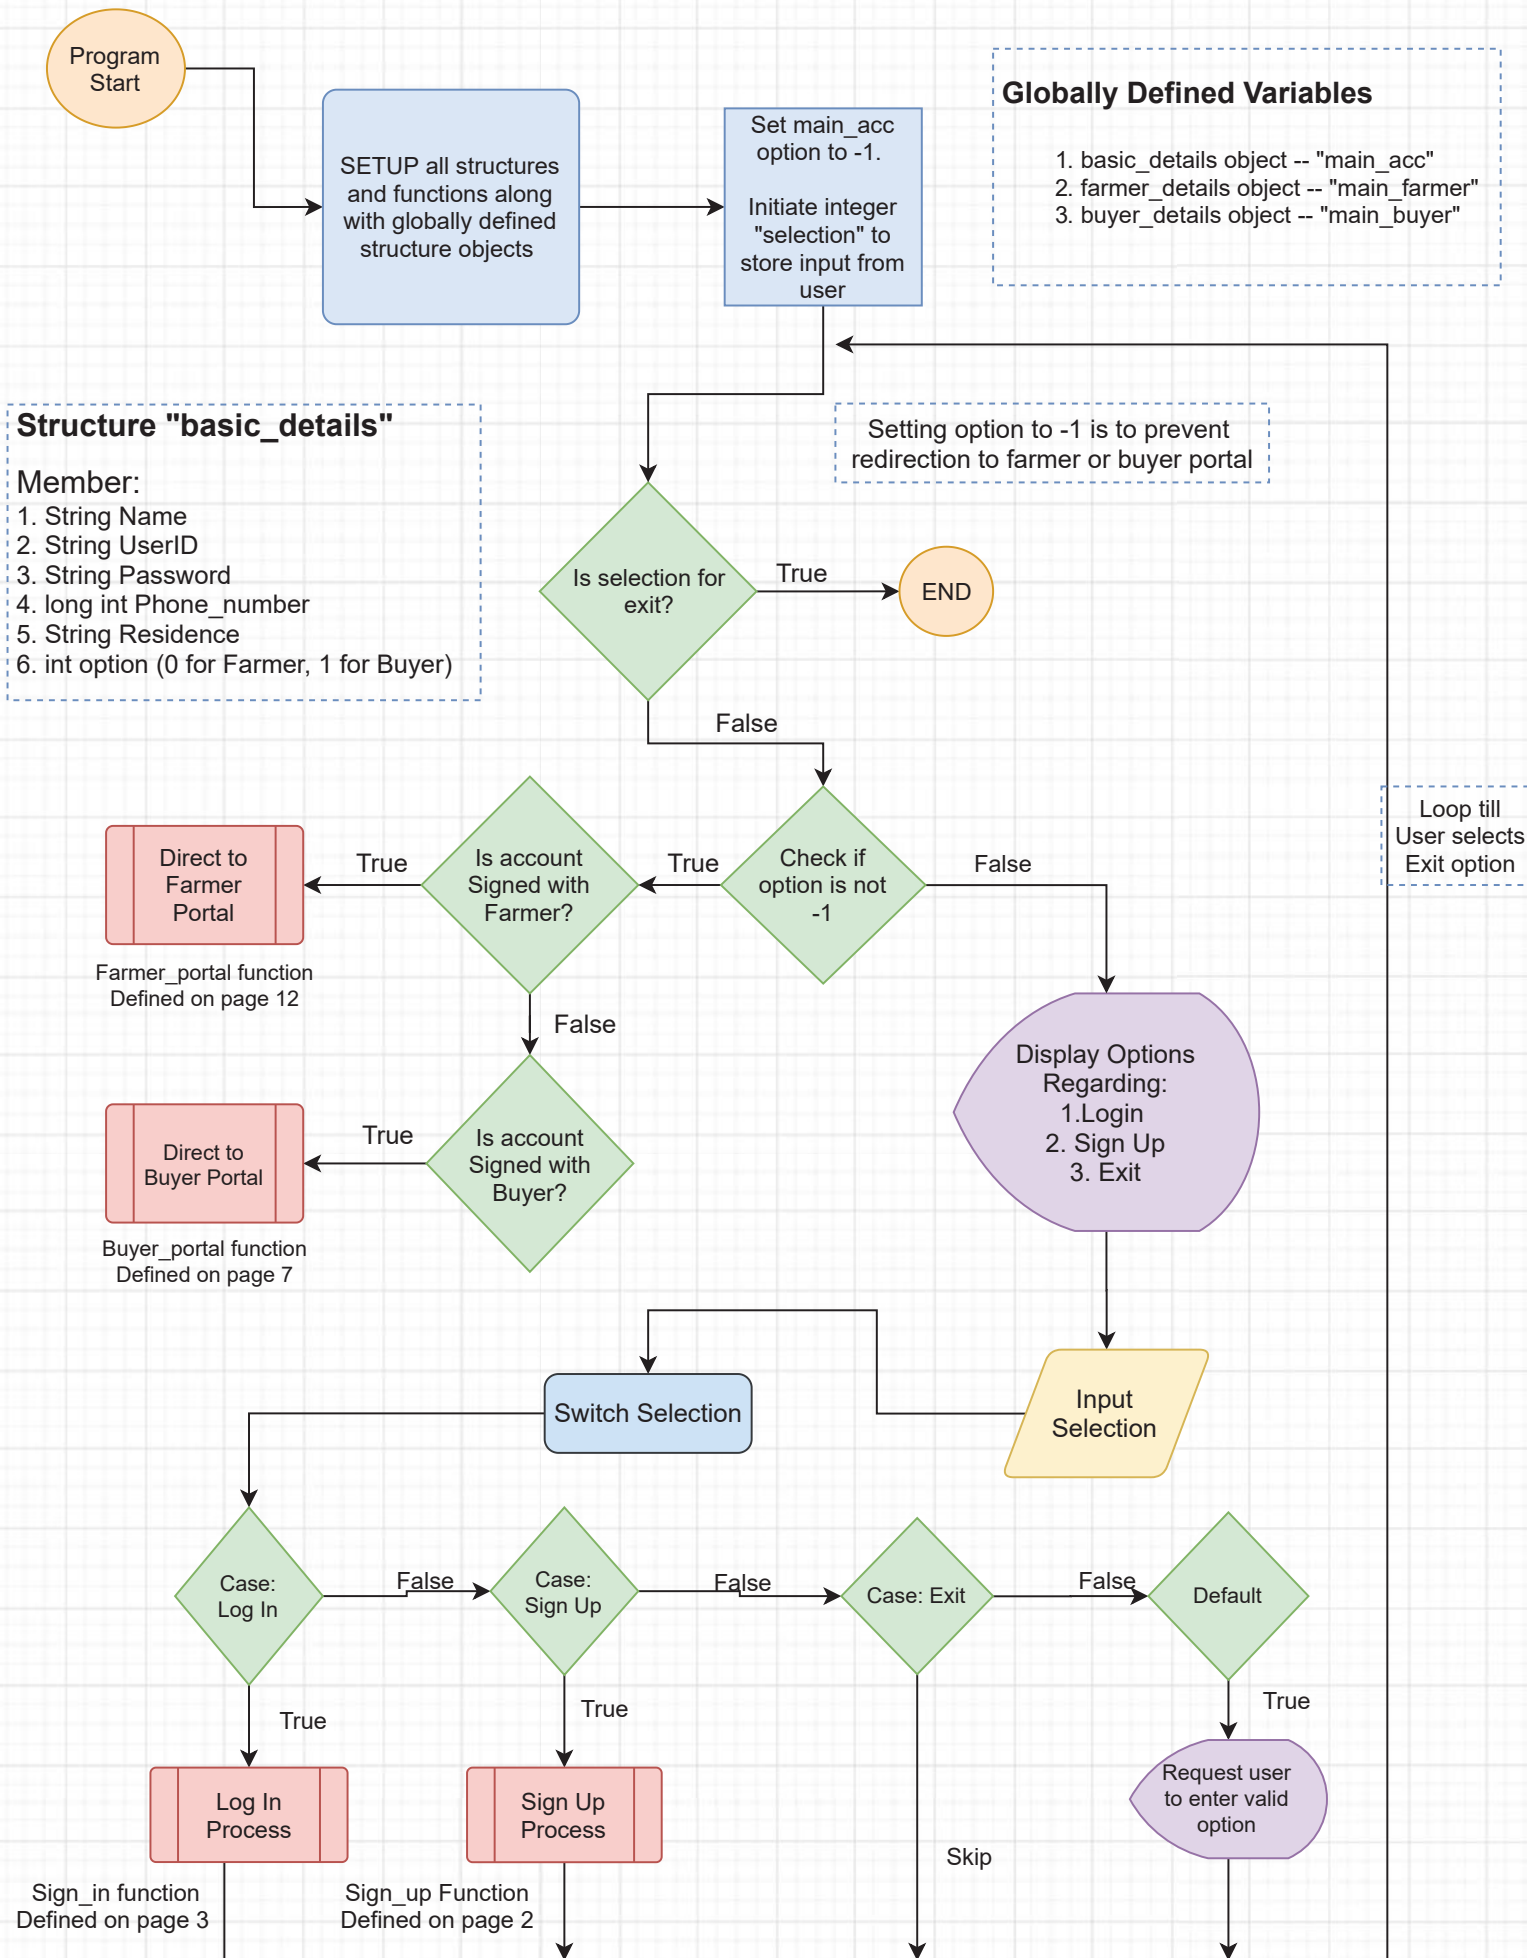 Program
Start
SETUP all structures
and functions along
with globally defined
structure objects
Set main_acc
option to -1.
Initiate integer
"selection" to
store input from
user
Globally Defined Variables
1. basic_details object -- "main_acc"
2. farmer_details object -- "main_farmer"
3. buyer_details object -- "main_buyer"
Structure "basic_details"
Member:
1. String Name
2. String UserID
3. String Password
4. long int Phone_number
5. String Residence
6. int option (0 for Farmer, 1 for Buyer)
Setting option to -1 is to prevent
redirection to farmer or buyer portal
Is selection for
exit?
True
END
False
Loop till
User selects
Exit option
Check if
option is not
-1
True
False
Is account
Signed with
Farmer?
True
Direct to
Farmer
Portal
Farmer_portal function
Defined on page 12
False
Is account
Signed with
Buyer?
True
Direct to
Buyer Portal
Buyer_portal function
Defined on page 7
Display Options
Regarding:
1.Login
2. Sign Up
3. Exit
Input
Selection
Switch Selection
Case:
Log In
False
Case:
Sign Up
False
Case: Exit
False
Default
True
True
True
Log In
Process
Sign Up
Process
Request user
to enter valid
option
Skip
Sign_in function
Defined on page 3
Sign_up Function
Defined on page 2